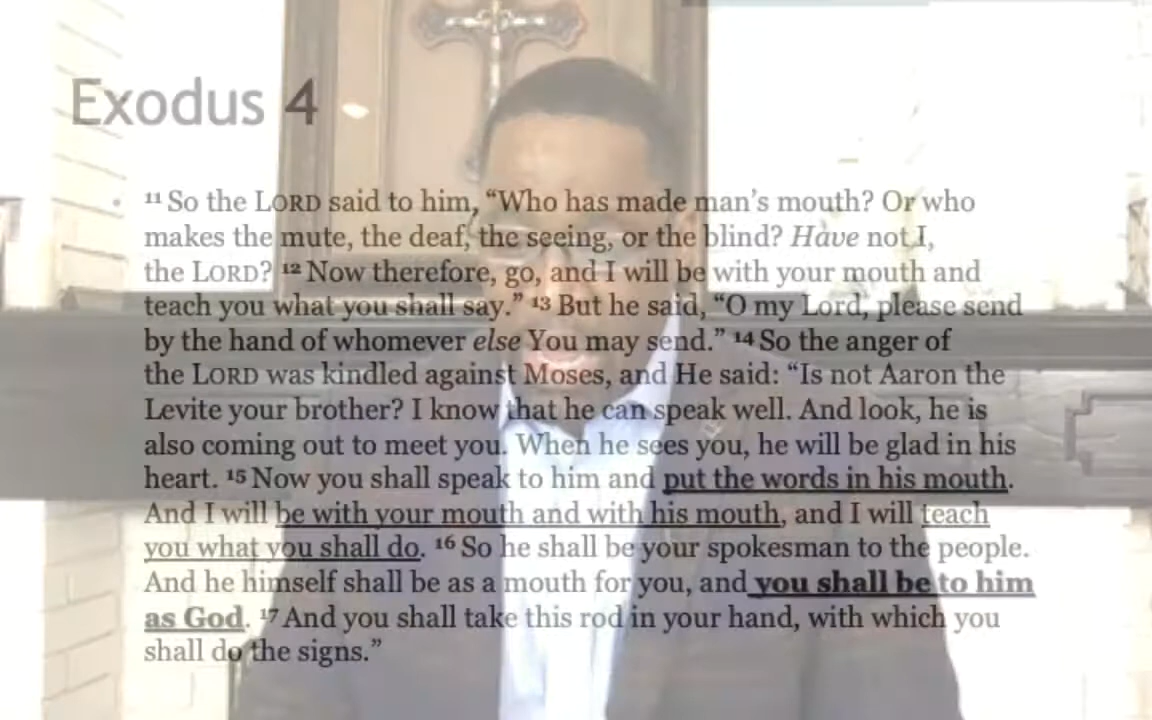 Exodus 4
¹¹ So the LORD said to him, “Who has made man’s mouth? Or who
makes the mute, the deaf, the seeing, or the blind? Have not I,
the LORD? ¹² Now therefore, go, and I will be with your mouth and
teach you what you shall say.” ¹³ But he said, “O my Lord, please send
by the hand of whomever else You may send.” ¹⁴ So the anger of
the LORD was kindled against Moses, and He said: “Is not Aaron the
Levite your brother? I know that he can speak well. And look, he is
also coming out to meet you. When he sees you, he will be glad in his
heart. ¹⁵ Now you shall speak to him and put the words in his mouth.
And I will be with your mouth and with his mouth, and I will teach
you what you shall do. ¹⁶ So he shall be your spokesman to the people.
And he himself shall be as a mouth for you, and you shall be to him
as God. ¹⁷ And you shall take this rod in your hand, with which you
shall do the signs.”